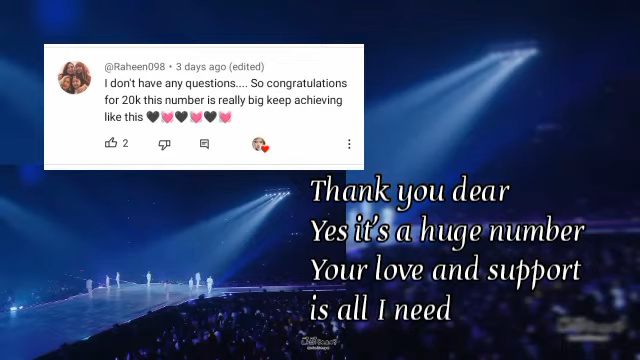 @Raheen098 • 3 days ago (edited)
I don't have any questions.... So congratulations
for 20k this number is really big keep achieving
like this 🖤💓🖤💓🖤💓
2
Thank you dear
Yes it's a huge number
Your love and support
is all I need